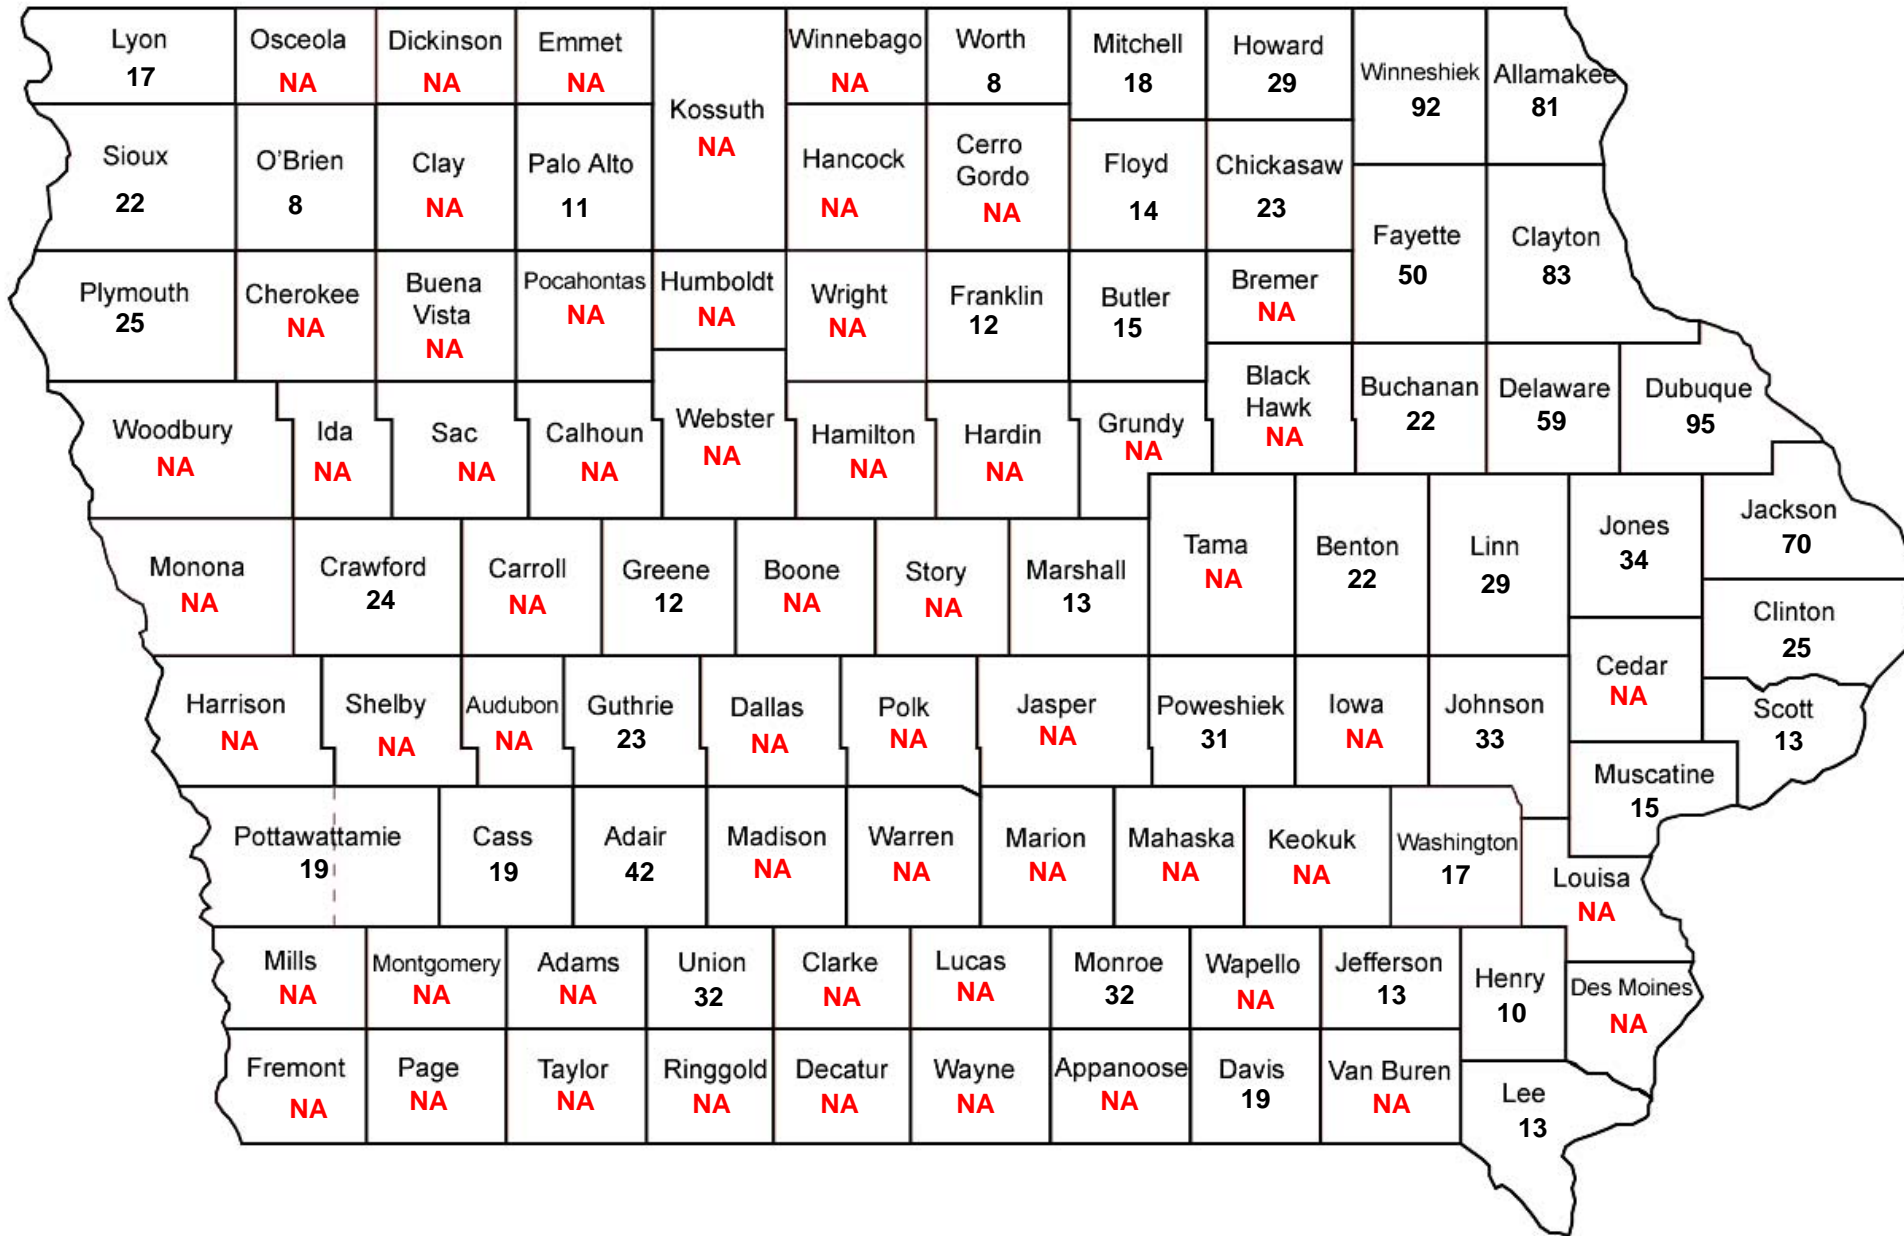 Lyon
17
Osceola
NA
Dickinson
NA
Emmet
NA
Kossuth
NA
Winnebago
NA
Worth
8
Mitchell
18
Howard
29
Winneshiek
92
Allamakee
81
Sioux
22
O'Brien
8
Clay
NA
Palo Alto
11
Hancock
NA
Cerro
Gordo
NA
Floyd
14
Chickasaw
23
Fayette
50
Clayton
83
Plymouth
25
Cherokee
NA
Buena
Vista
NA
Pocahontas
NA
Humboldt
NA
Wright
NA
Franklin
12
Butler
15
Bremer
NA
Woodbury
NA
Ida
NA
Sac
NA
Calhoun
NA
Webster
NA
Hamilton
NA
Hardin
NA
Grundy
NA
Black
Hawk
NA
Buchanan
22
Delaware
59
Dubuque
95
Monona
NA
Crawford
24
Carroll
NA
Greene
12
Boone
NA
Story
NA
Marshall
13
Tama
NA
Benton
22
Linn
29
Jones
34
Jackson
70
Clinton
25
Harrison
NA
Shelby
NA
Audubon
NA
Guthrie
23
Dallas
NA
Polk
NA
Jasper
NA
Poweshiek
31
Iowa
NA
Johnson
33
Cedar
NA
Scott
13
Muscatine
15
Pottawattamie
19
Cass
19
Adair
42
Madison
NA
Warren
NA
Marion
NA
Mahaska
NA
Keokuk
NA
Washington
17
Louisa
NA
Mills
NA
Montgomery
NA
Adams
NA
Union
32
Clarke
NA
Lucas
NA
Monroe
32
Wapello
NA
Jefferson
13
Henry
10
Des Moines
NA
Fremont
NA
Page
NA
Taylor
NA
Ringgold
NA
Decatur
NA
Wayne
NA
Appanoose
NA
Davis
19
Van Buren
NA
Lee
13